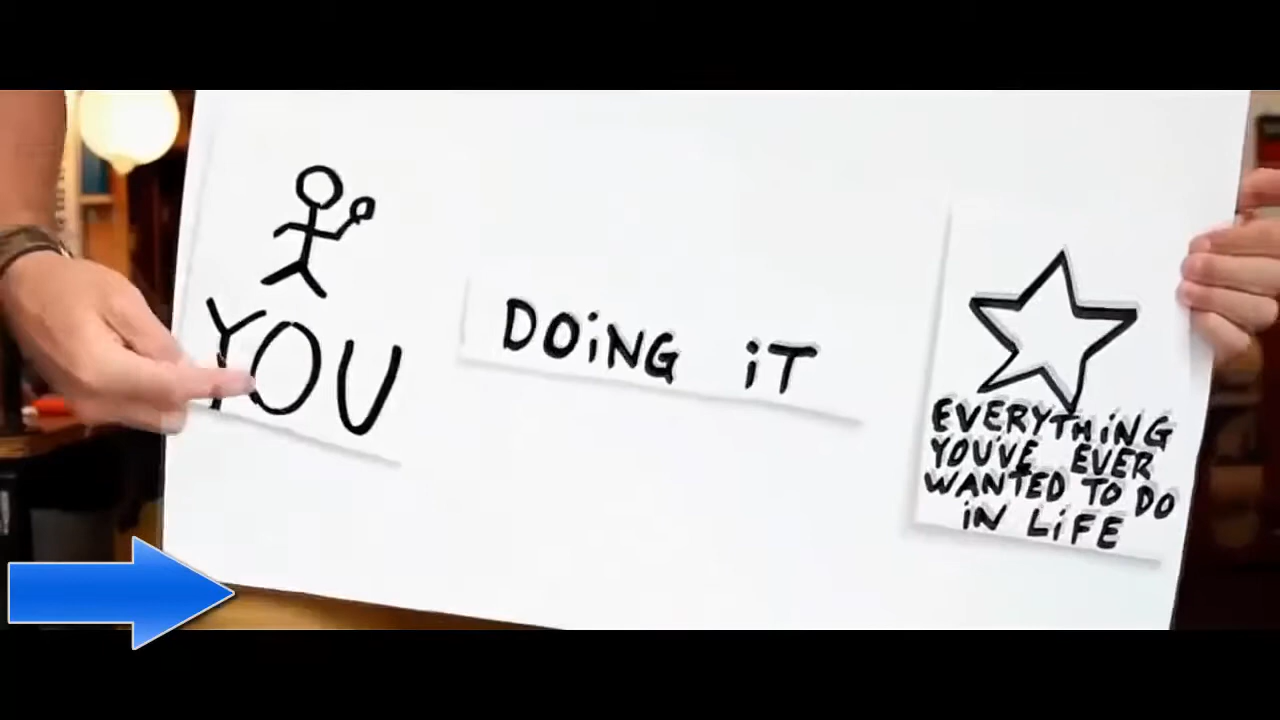 YOU
DOiNG iT
EVERYTHiNG
YOU'VE EVER
WANTED TO DO
iN LiFE